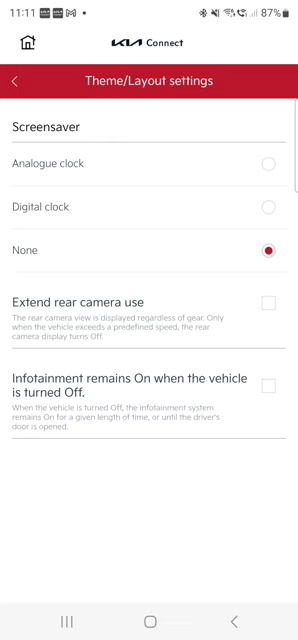 11:11
87%
KIA Connect
Theme/Layout settings
Screensaver
Analogue clock
Digital clock
None
Extend rear camera use
The rear camera view is displayed regardless of gear. Only
when the vehicle exceeds a predefined speed, the rear
camera display turns Off.
Infotainment remains On when the vehicle
is turned Off.
When the vehicle is turned Off, the infotainment system
remains On for a given length of time, or until the driver's
door is opened.